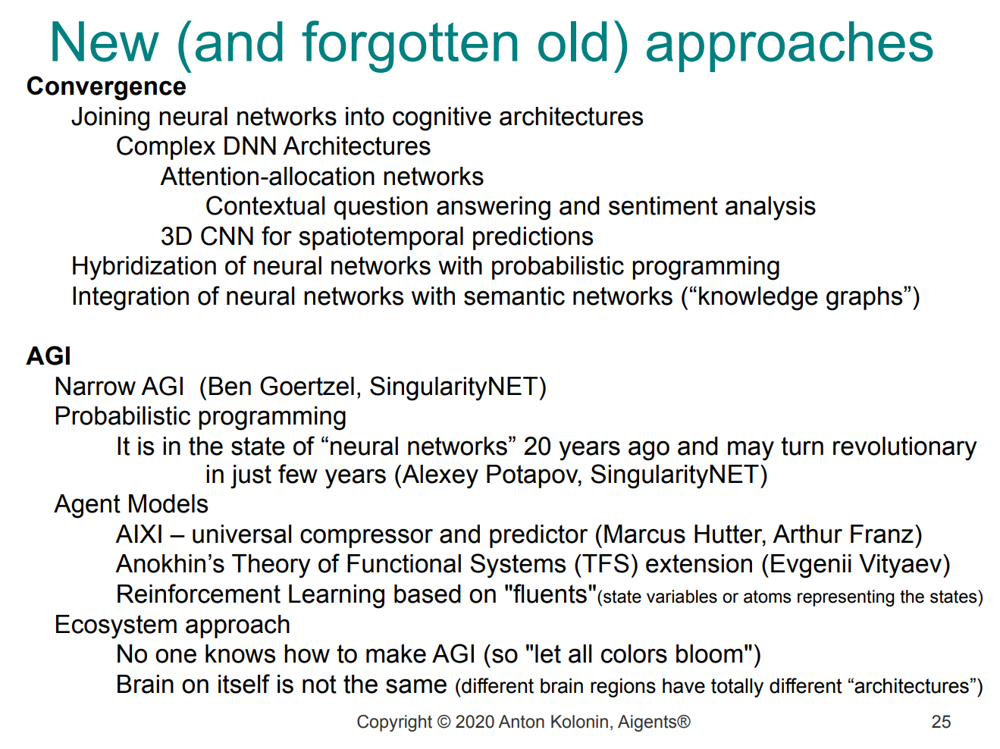 New (and forgotten old) approaches
Convergence
Joining neural networks into cognitive architectures
Complex DNN Architectures
Attention-allocation networks
Contextual question answering and sentiment analysis
3D CNN for spatiotemporal predictions
Hybridization of neural networks with probabilistic programming
Integration of neural networks with semantic networks (“knowledge graphs”)
AGI
Narrow AGI  (Ben Goertzel, SingularityNET)
Probabilistic programming
It is in the state of “neural networks” 20 years ago and may turn revolutionary
in just few years (Alexey Potapov, SingularityNET)
Agent Models
AIXI – universal compressor and predictor (Marcus Hutter, Arthur Franz)
Anokhin’s Theory of Functional Systems (TFS) extension (Evgenii Vityaev)
Reinforcement Learning based on "fluents"(state variables or atoms representing the states)
Ecosystem approach
No one knows how to make AGI (so "let all colors bloom")
Brain on itself is not the same (different brain regions have totally different “architectures”)
Copyright © 2020 Anton Kolonin, Aigents®
25